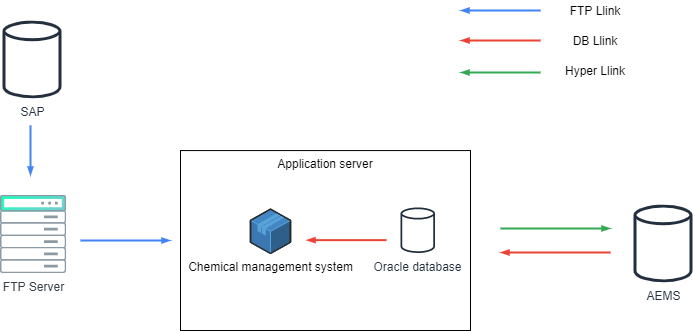 FTP Llink
DB Llink
Hyper Llink
SAP
Application server
Chemical management system
Oracle database
FTP Server
AEMS